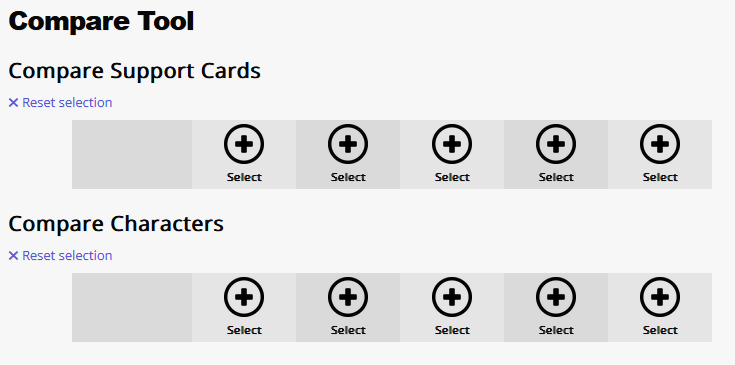 Compare Tool
Compare Support Cards
× Reset selection
Select Select Select Select Select
Compare Characters
× Reset selection
Select Select Select Select Select